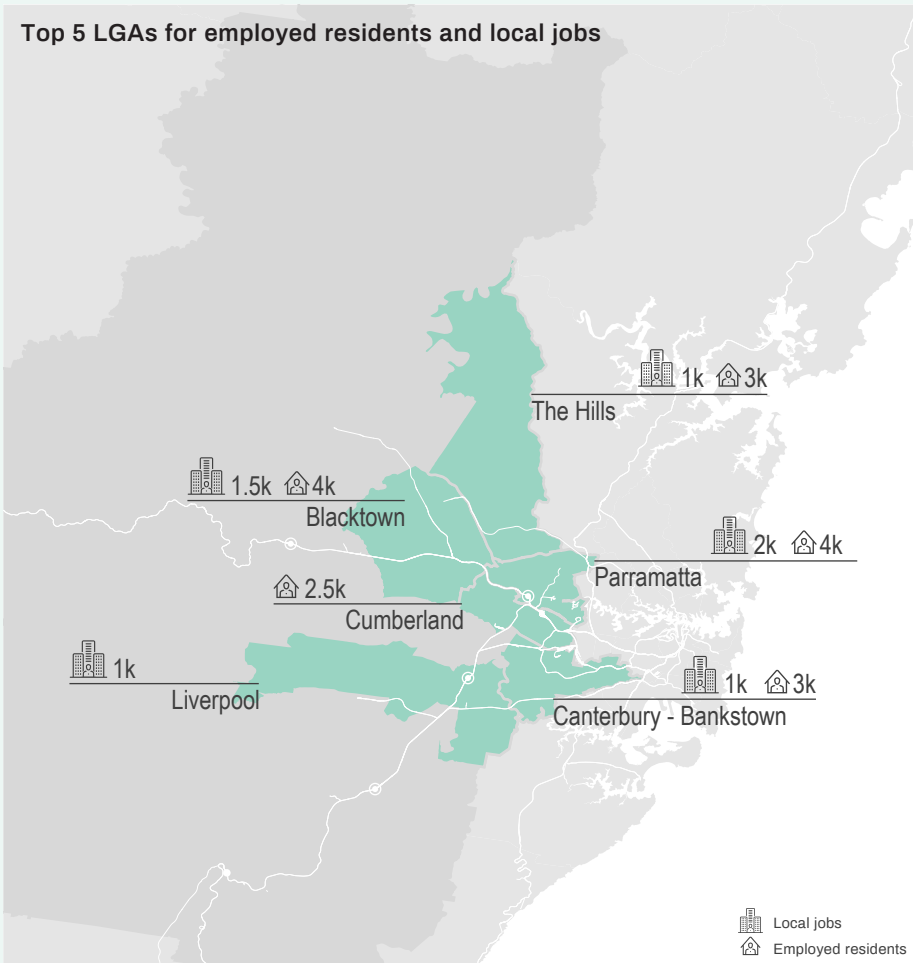 Top 5 LGAs for employed residents and local jobs
1k 3k
The Hills
1.5k 4k
Blacktown
2k 4k
Parramatta
2.5k
Cumberland
1k
Liverpool
1k 3k
Canterbury - Bankstown
Local jobs
Employed residents